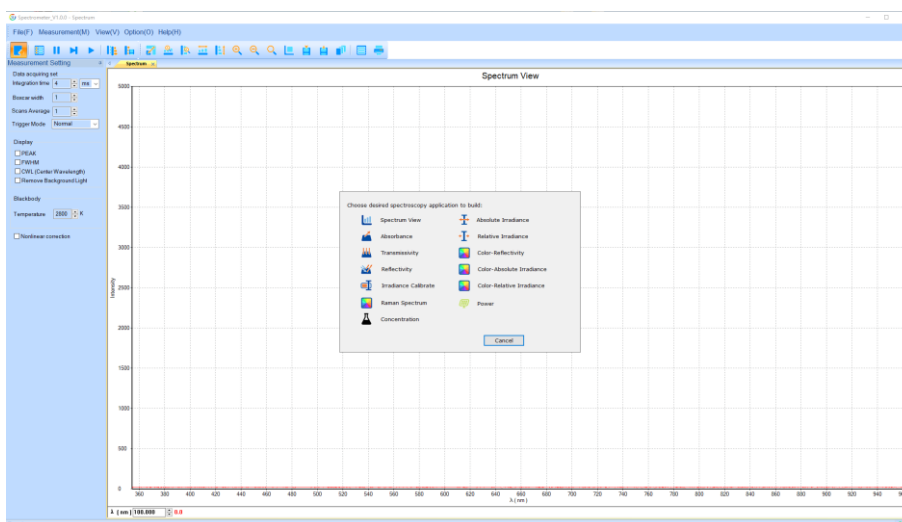 Spectrometer_V1.0.0 - Spectrum
File(F) Measurement(M) View(V) Option(O) Help(H)
Measurement Setting
Spectrum
Data acquiring set
Integration time 4 ms
Boxcar width 1
Scans Average 1
Trigger Mode Normal
Display
PEAK
FWHM
CWL (Center Wavelength)
Remove Background Light
Blackbody
Temperature 2800 K
Nonlinear correction
Spectrum View
5000
4500
4000
3500
3000
2500
2000
1500
1000
500
0
Intensity
Choose desired spectroscopy application to build:
Spectrum View Absolute Irradiance
Absorbance Relative Irradiance
Transmissivity Color-Reflectivity
Reflectivity Color-Absolute Irradiance
Irradiance Calibrate Color-Relative Irradiance
Raman Spectrum Power
Concentration
Cancel
360 380 400 420 440 460 480 500 520 540 560 580 600 620 640 660 680 700 720 740 760 780 800 820 840 860 880 900 920 940
λ ( nm )
λ ( nm ) 180.000 0.0